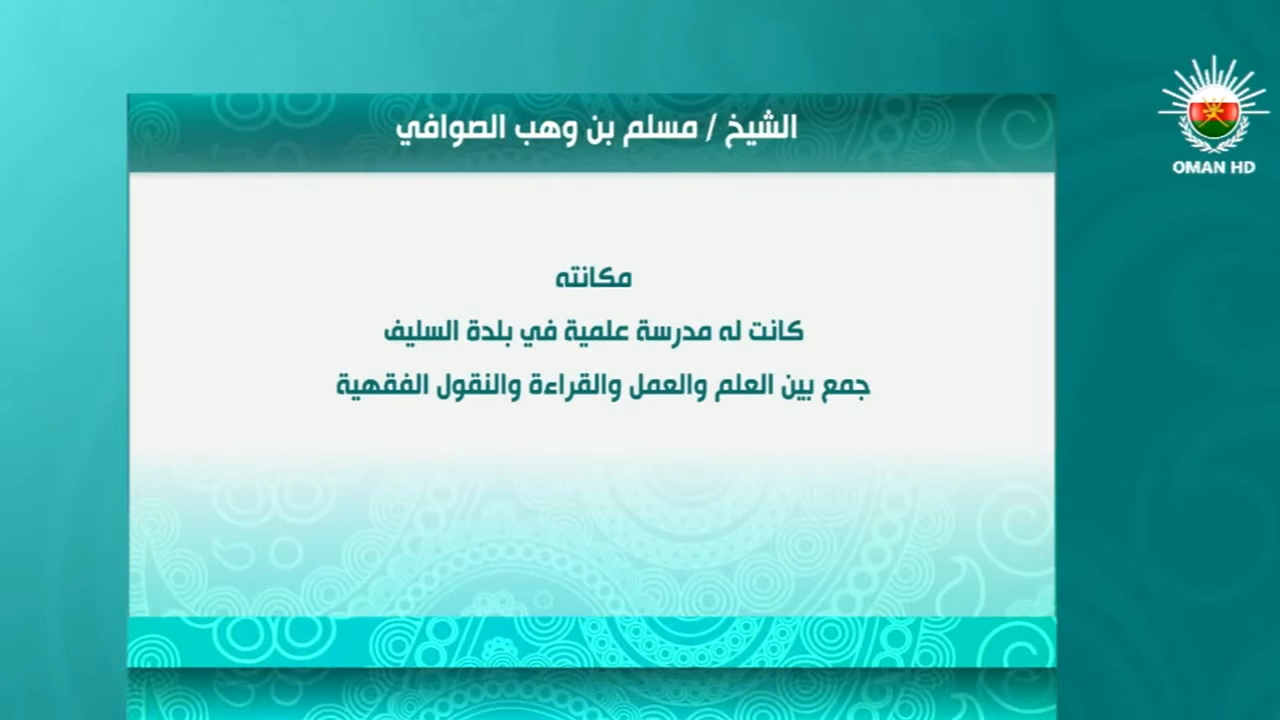 الشيخ / مسلم بن وهب الصوافي
OMAN HD
مكانته
كانت له مدرسة علمية في بلدة السليف
جمع بين العلم والعمل والقراءة والنقول الفقهية